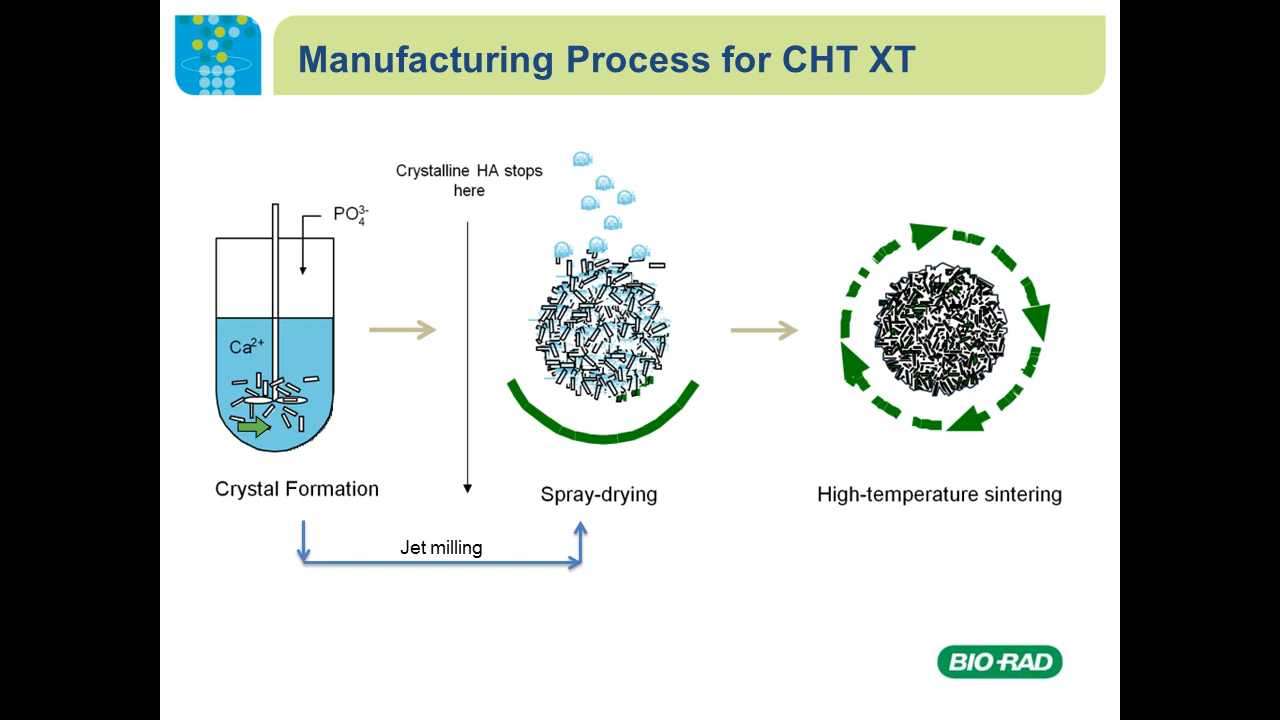 Manufacturing Process for CHT XT
Crystalline HA stops
here
PO₄³⁻
Ca²⁺
Crystal Formation
Spray-drying
High-temperature sintering
Jet milling
BIO-RAD